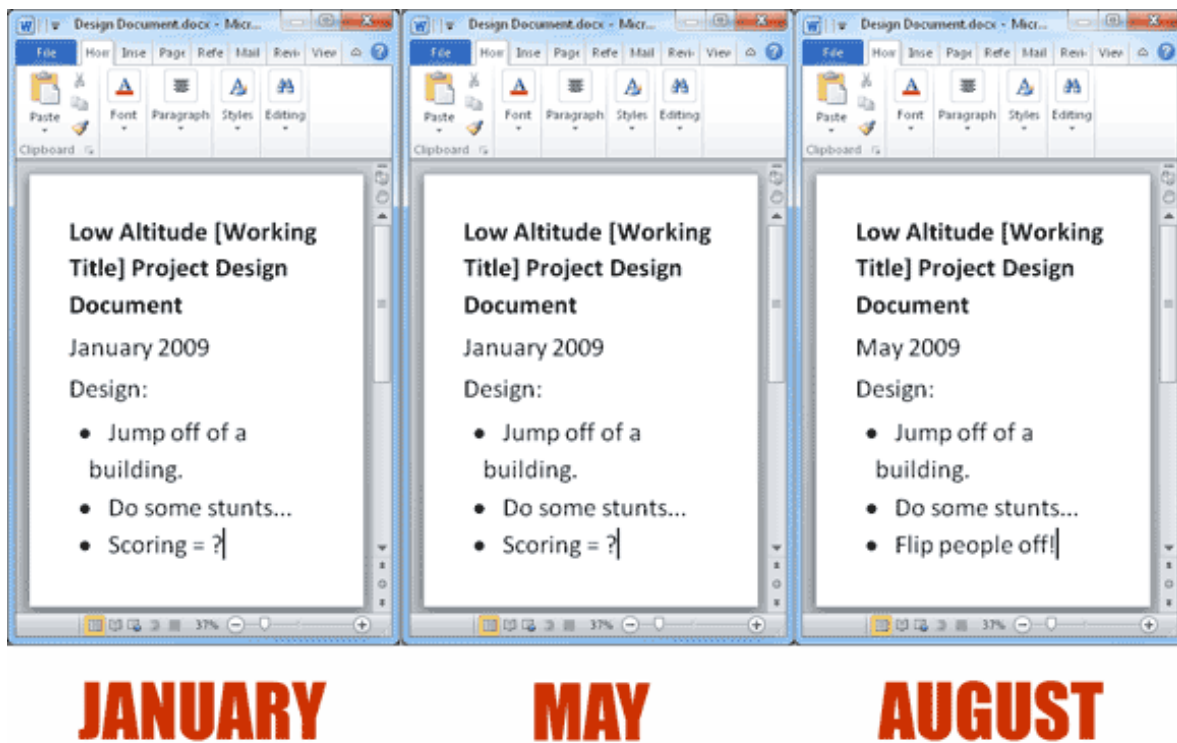 Design Document.docx - Micr...
File Hom Inse Page Refe Mail Revi View
Paste Font Paragraph Styles Editing
Clipboard
Low Altitude [Working
Title] Project Design
Document
January 2009
Design:
• Jump off of a
building.
• Do some stunts...
• Scoring = ?
37%
JANUARY
Design Document.docx - Micr...
File Hom Inse Page Refe Mail Revi View
Paste Font Paragraph Styles Editing
Clipboard
Low Altitude [Working
Title] Project Design
Document
January 2009
Design:
• Jump off of a
building.
• Do some stunts...
• Scoring = ?
37%
MAY
Design Document.docx - Micr...
File Hom Inse Page Refe Mail Revi View
Paste Font Paragraph Styles Editing
Clipboard
Low Altitude [Working
Title] Project Design
Document
May 2009
Design:
• Jump off of a
building.
• Do some stunts...
• Flip people off!
37%
AUGUST